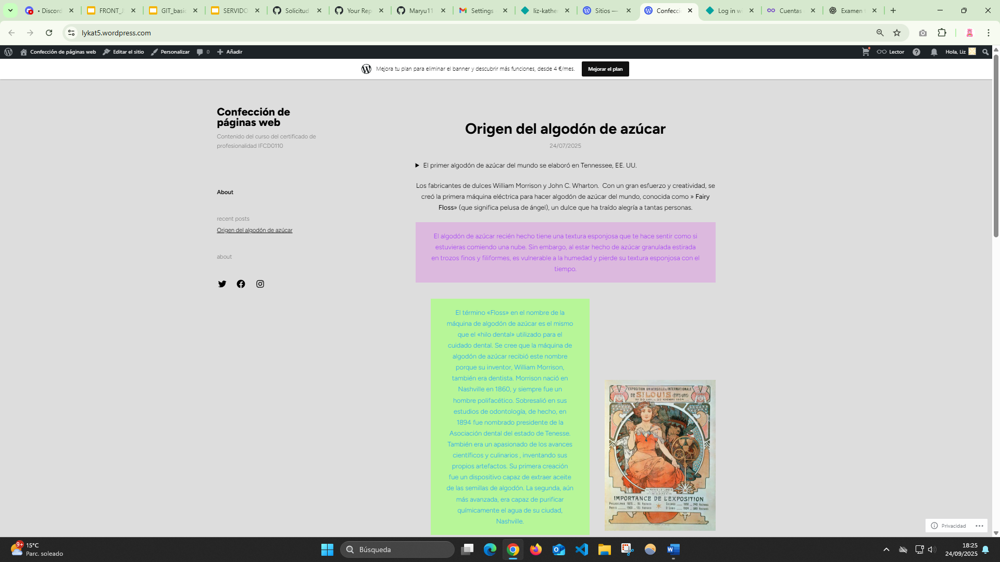 • Discord
FRONT_J
GIT_basic
SERVIDO
Solicitud
Your Rep
Maryu11
Settings
liz-kather
Sitios —
Confecci
Log in w
Cuentas
Examen
lykat5.wordpress.com
Confección de páginas web Editar el sitio Personalizar 0 Añadir Lector Hola, Liz
Mejora tu plan para eliminar el banner y descubrir más funciones, desde 4 €/mes. Mejorar el plan
Confección de
páginas web
Contenido del curso del certificado de
profesionalidad IFCD0110
About
recent posts
Origen del algodón de azúcar
about
Origen del algodón de azúcar
24/07/2025
El primer algodón de azúcar del mundo se elaboró en Tennessee, EE. UU.
Los fabricantes de dulces William Morrison y John C. Wharton. Con un gran esfuerzo y creatividad, se
creó la primera máquina eléctrica para hacer algodón de azúcar del mundo, conocida como » Fairy
Floss» (que significa pelusa de ángel), un dulce que ha traído alegría a tantas personas.
El algodón de azúcar recién hecho tiene una textura esponjosa que te hace sentir como si
estuvieras comiendo una nube. Sin embargo, al estar hecho de azúcar granulada estirada
en trozos finos y filiformes, es vulnerable a la humedad y pierde su textura esponjosa con el
tiempo.
El término «Floss» en el nombre de la
máquina de algodón de azúcar es el mismo
que el «hilo dental» utilizado para el
cuidado dental. Se cree que la máquina de
algodón de azúcar recibió este nombre
porque su inventor, William Morrison,
también era dentista. Morrison nació en
Nashville en 1860, y siempre fue un
hombre polifacético. Sobresalió en sus
estudios de odontología, de hecho, en
1894 fue nombrado presidente de la
Asociación dental del estado de Tenesse.
También era un apasionado de los avances
científicos y culinarios , inventando sus
propios artefactos. Su primera creación
fue un dispositivo capaz de extraer aceite
de las semillas de algodón. La segunda, aún
más avanzada, era capaz de purificar
químicamente el agua de su ciudad,
Nashville.
EXPOSITION UNIVERSELLE & INTERNATIONALE
DE St LOUIS (ÉTATS-UNIS)
DU 30 AVRIL AU 30 NOVEMBRE 1904
IMPORTANCE DE L'EXPOSITION
Privacidad
9+
15°C
Parc. soleado
Búsqueda
18:25
24/09/2025